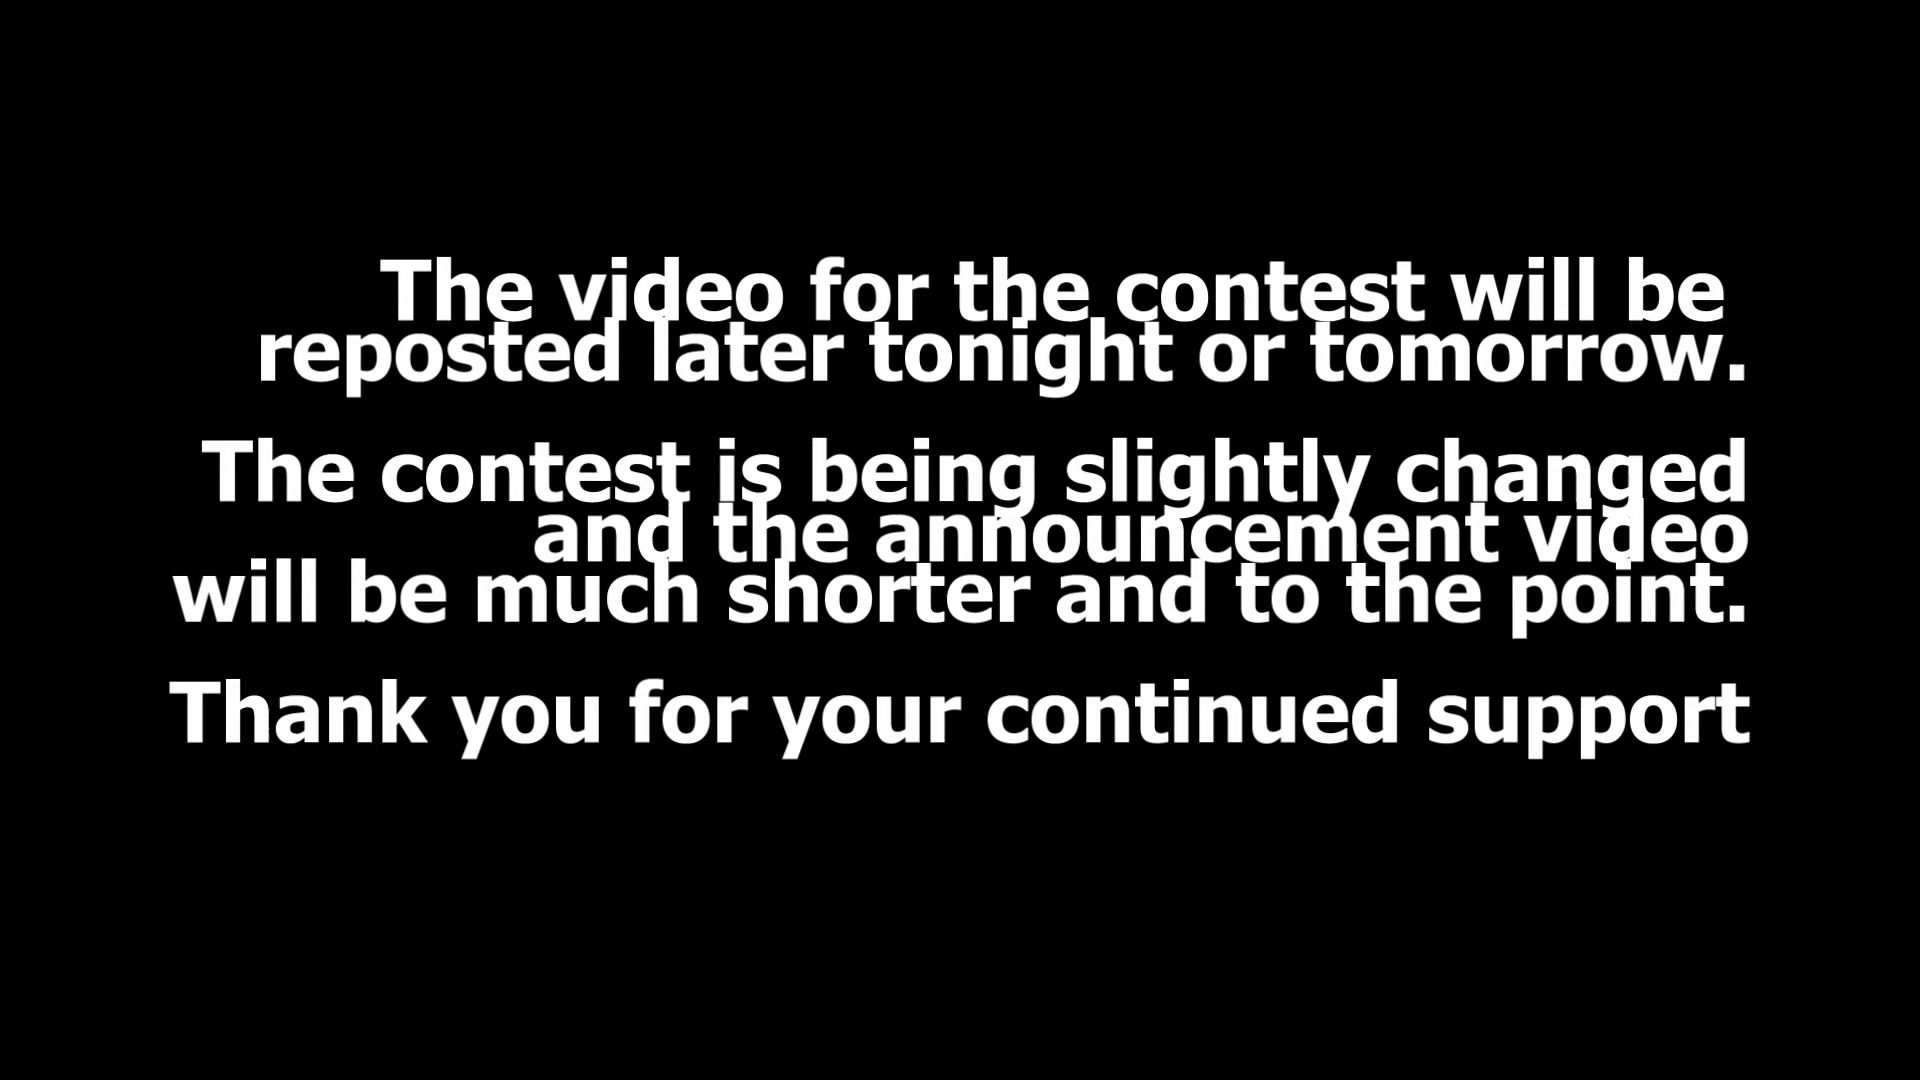 The video for the contest will be
reposted later tonight or tomorrow.
The contest is being slightly changed
and the announcement video
will be much shorter and to the point.
Thank you for your continued support